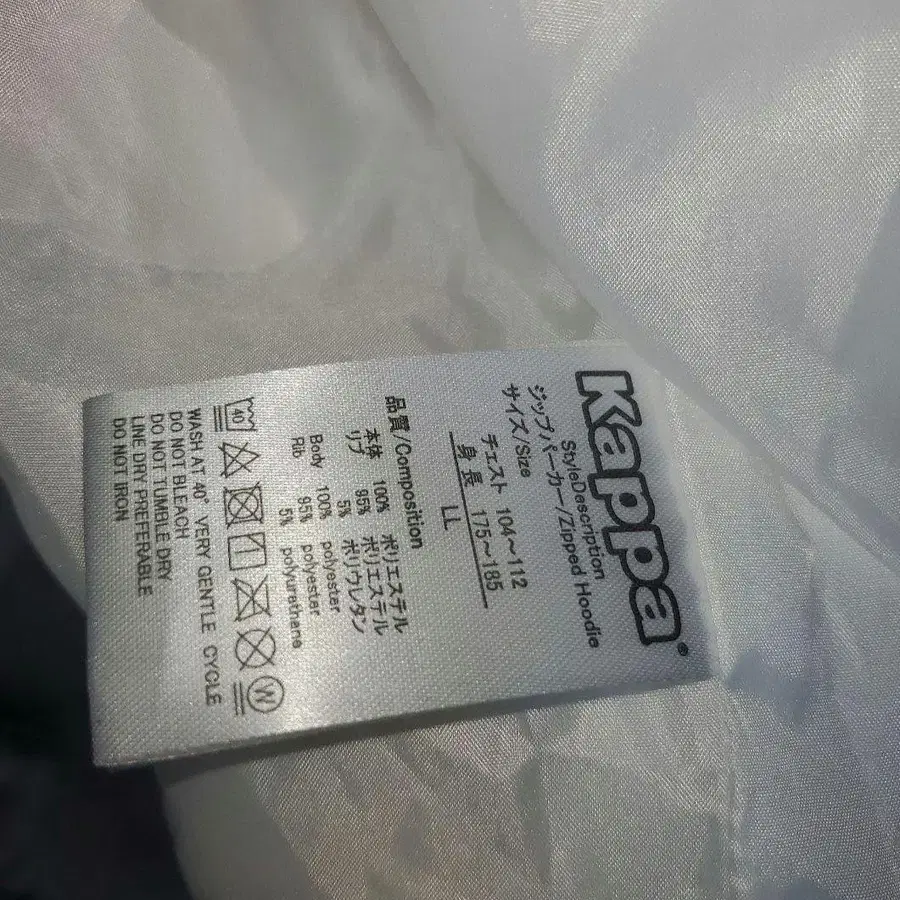 Kappa®
StyleDescription
ジップパーカー/Zipped Hoodie
サイズ/Size
チェスト 104~112
身長 175~185
LL
品質/Composition
本体 100% ポリエステル
リブ 95% ポリエステル
5% ポリウレタン
Body 100% polyester
Rib 95% polyester
5% polyurethane
40
W
WASH AT 40° VERY GENTLE CYCLE
DO NOT BLEACH
DO NOT TUMBLE DRY
LINE DRY PREFERABLE
DO NOT IRON